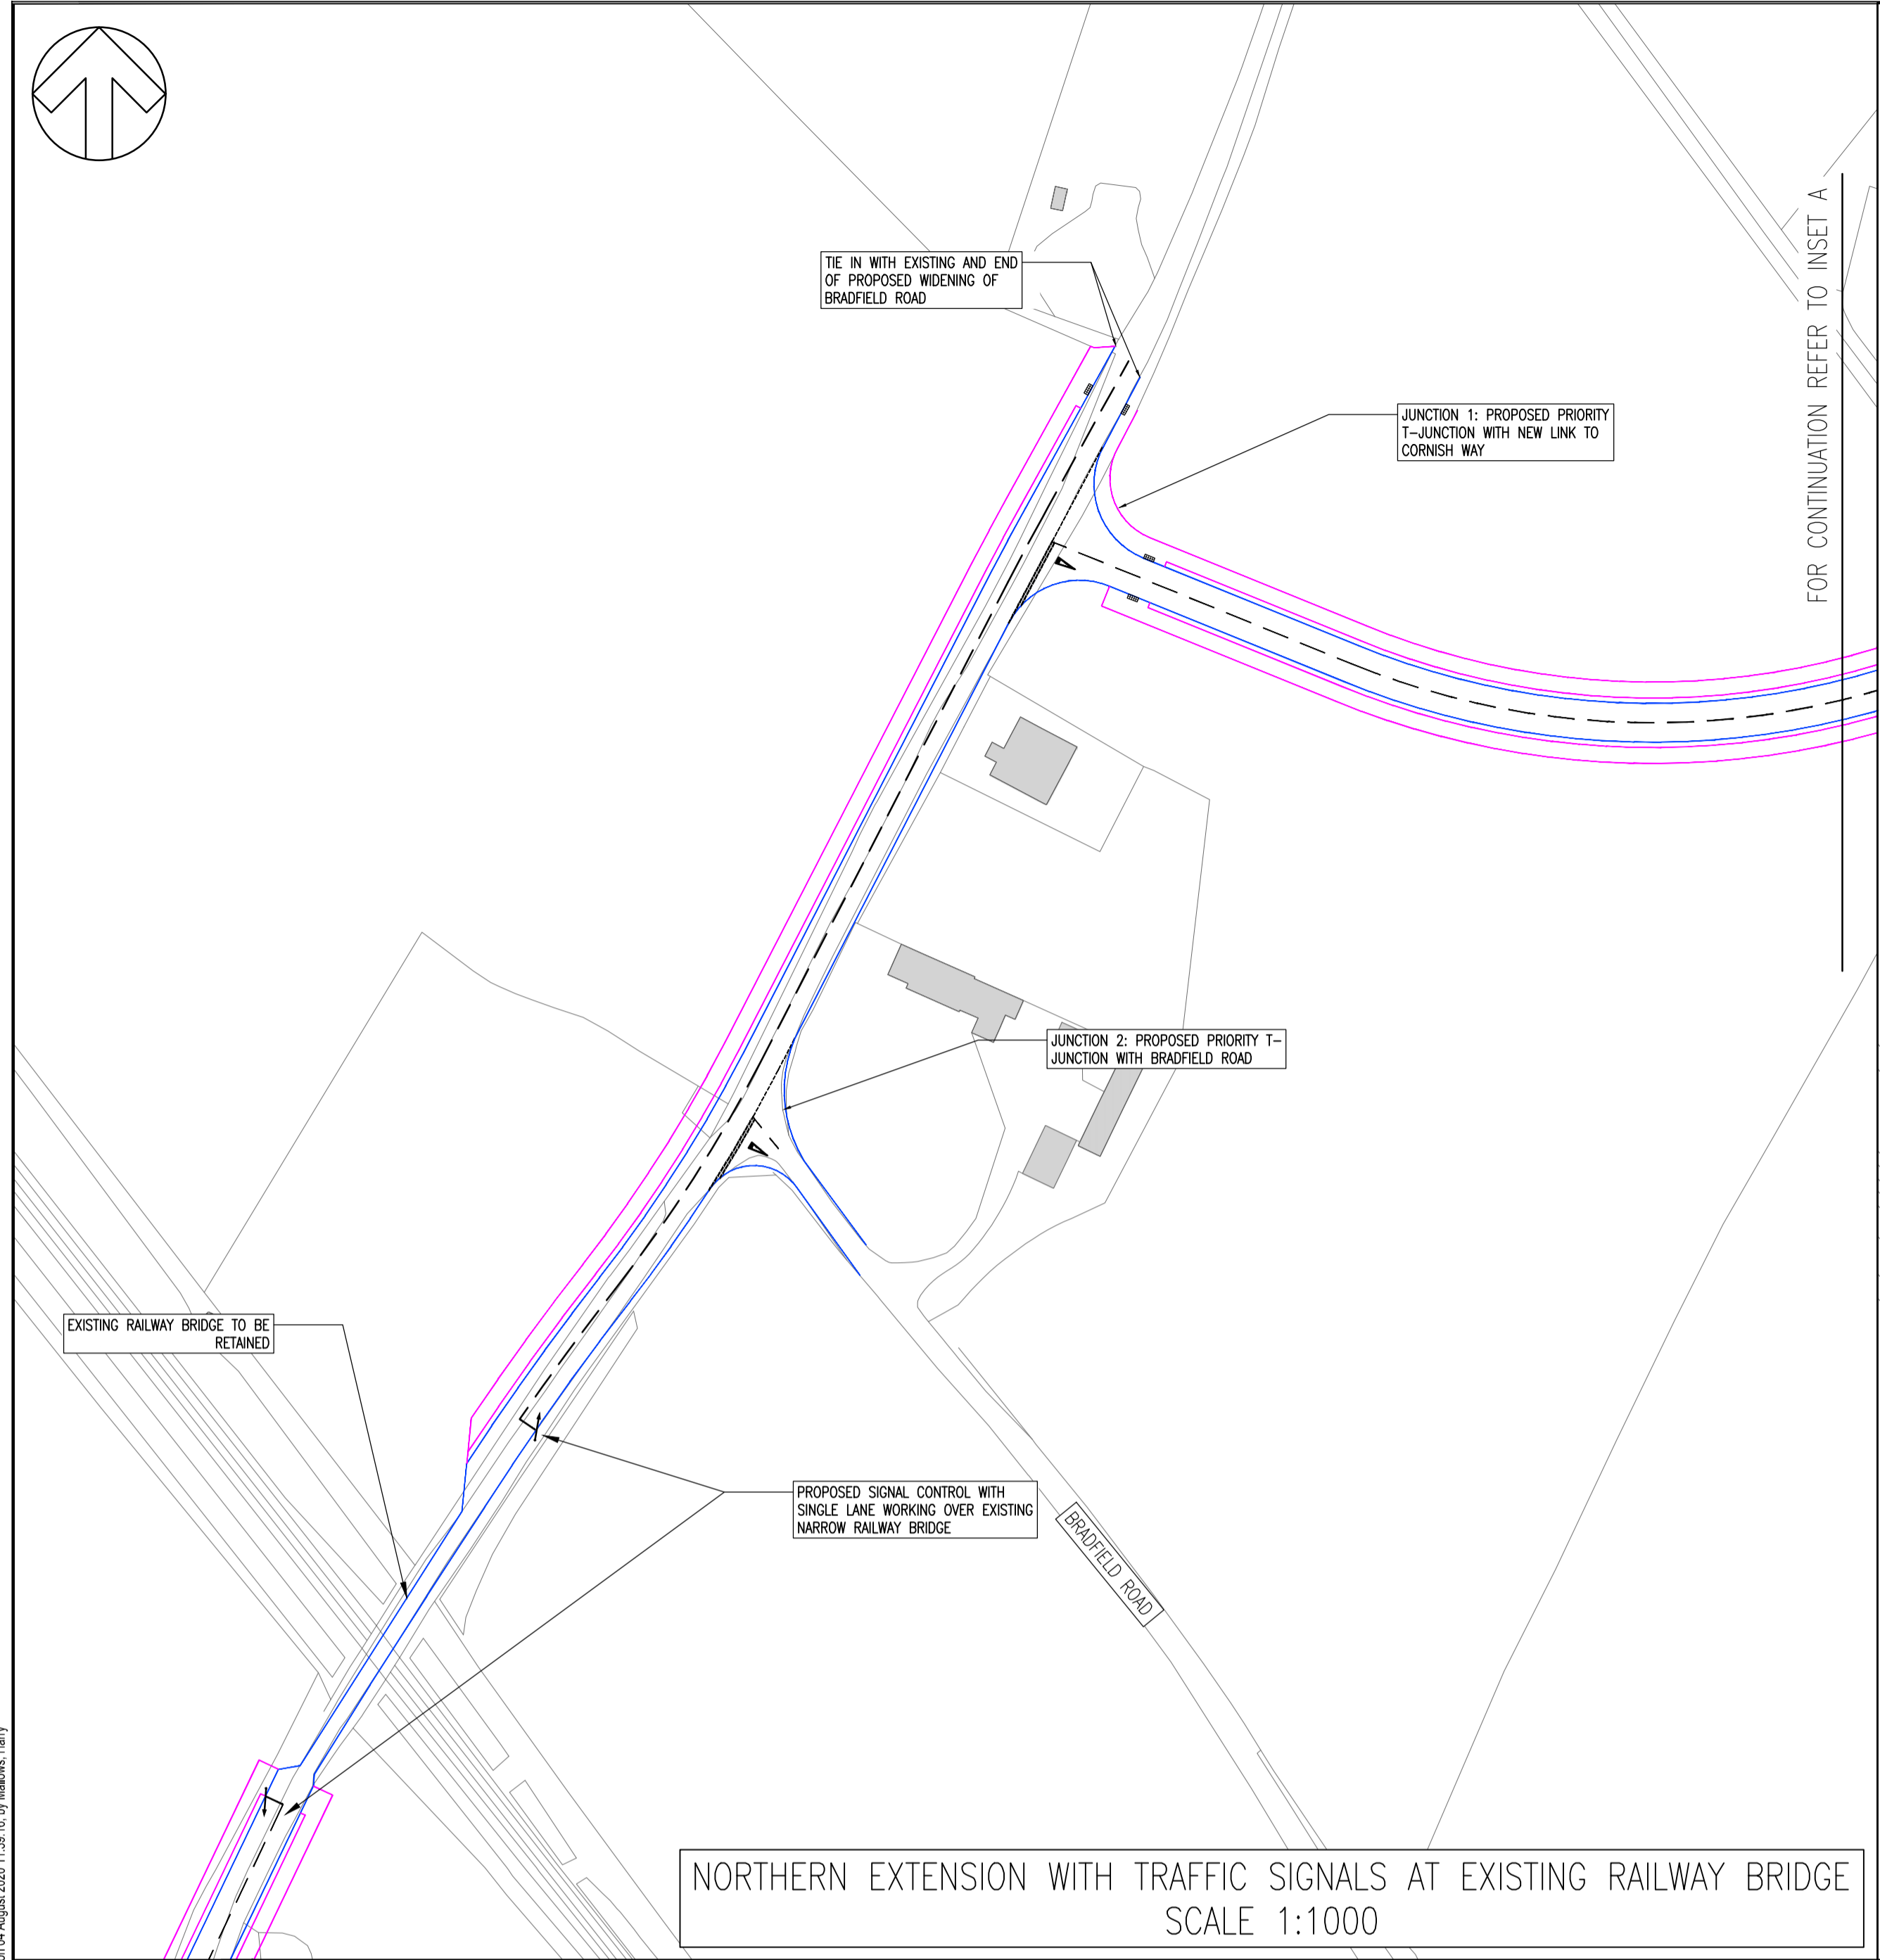 TIE IN WITH EXISTING AND END
OF PROPOSED WIDENING OF
BRADFIELD ROAD
JUNCTION 1: PROPOSED PRIORITY
T-JUNCTION WITH NEW LINK TO
CORNISH WAY
FOR CONTINUATION REFER TO INSET A
JUNCTION 2: PROPOSED PRIORITY T-
JUNCTION WITH BRADFIELD ROAD
EXISTING RAILWAY BRIDGE TO BE
RETAINED
PROPOSED SIGNAL CONTROL WITH
SINGLE LANE WORKING OVER EXISTING
NARROW RAILWAY BRIDGE
BRADFIELD ROAD
NORTHERN EXTENSION WITH TRAFFIC SIGNALS AT EXISTING RAILWAY BRIDGE
SCALE 1:1000